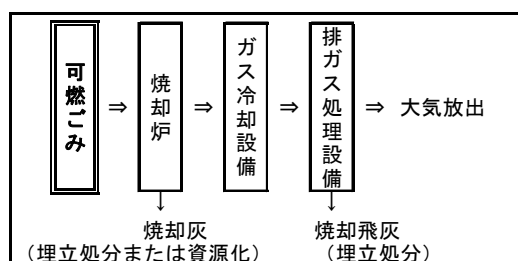 可燃ごみ
⇒
焼却炉
⇒
ガス冷却設備
⇒
排ガス処理設備
⇒
大気放出
↓
焼却灰
（埋立処分または資源化）
↓
焼却飛灰
（埋立処分）